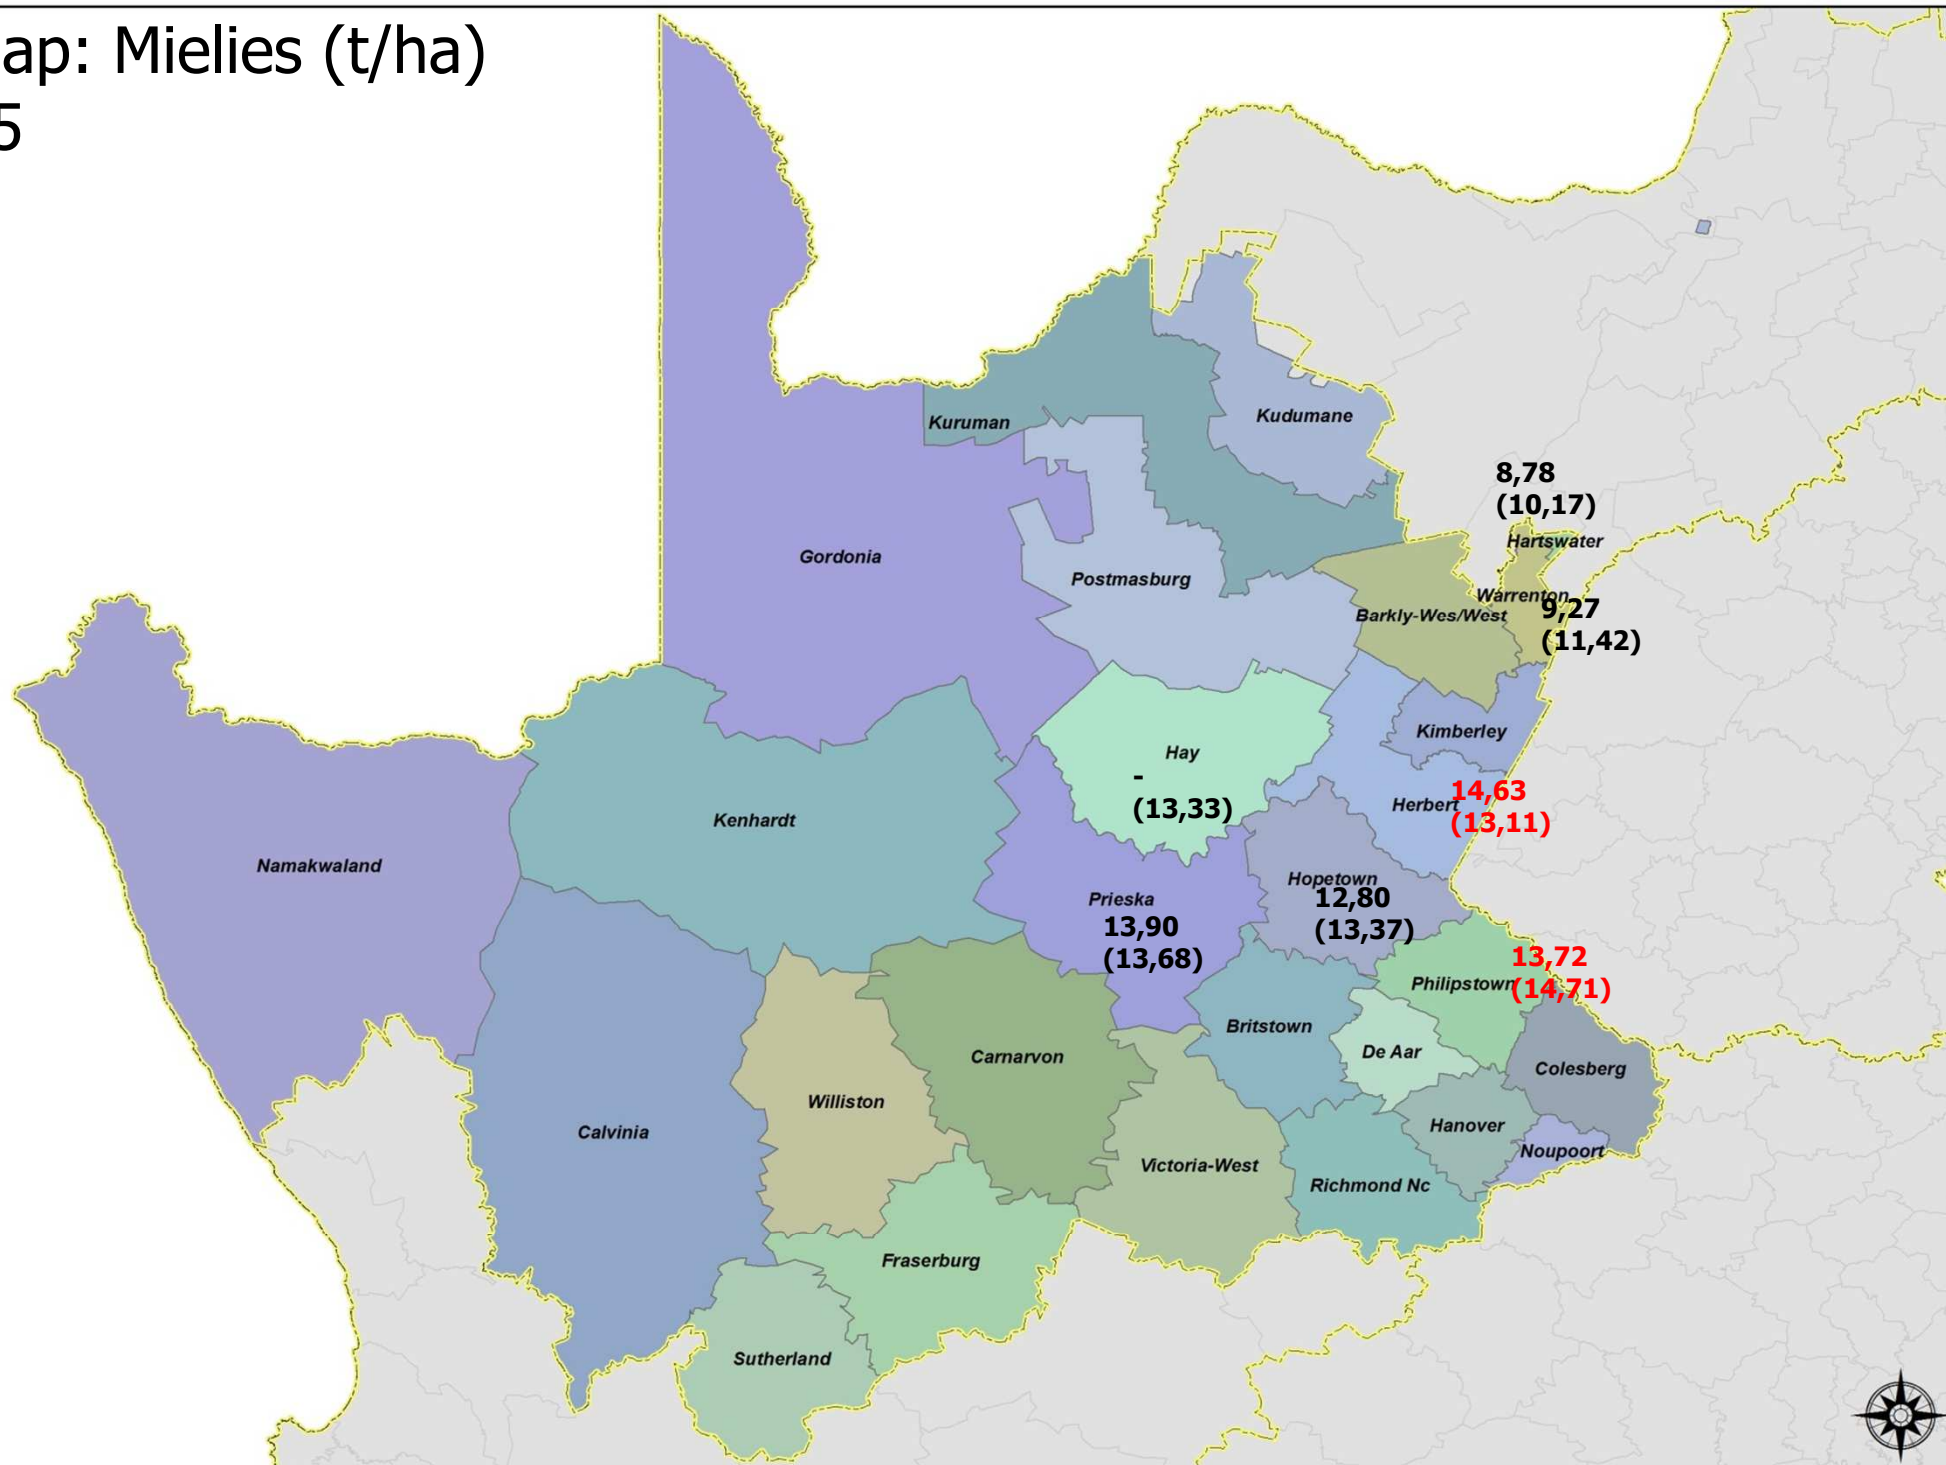 ap: Mielies (t/ha)
5
Kuruman
Kudumane
8,78
(10,17)
Hartswater
Gordonia
Postmasburg
Warrenton
9,27
(11,42)
Barkly-Wes/West
Kimberley
Hay
-
(13,33)
Herbert
14,63
(13,11)
Kenhardt
Namakwaland
Hopetown
12,80
(13,37)
Prieska
13,90
(13,68)
13,72
(14,71)
Philipstown
Britstown
De Aar
Carnarvon
Colesberg
Williston
Hanover
Calvinia
Noupoort
Victoria-West
Richmond Nc
Fraserburg
Sutherland